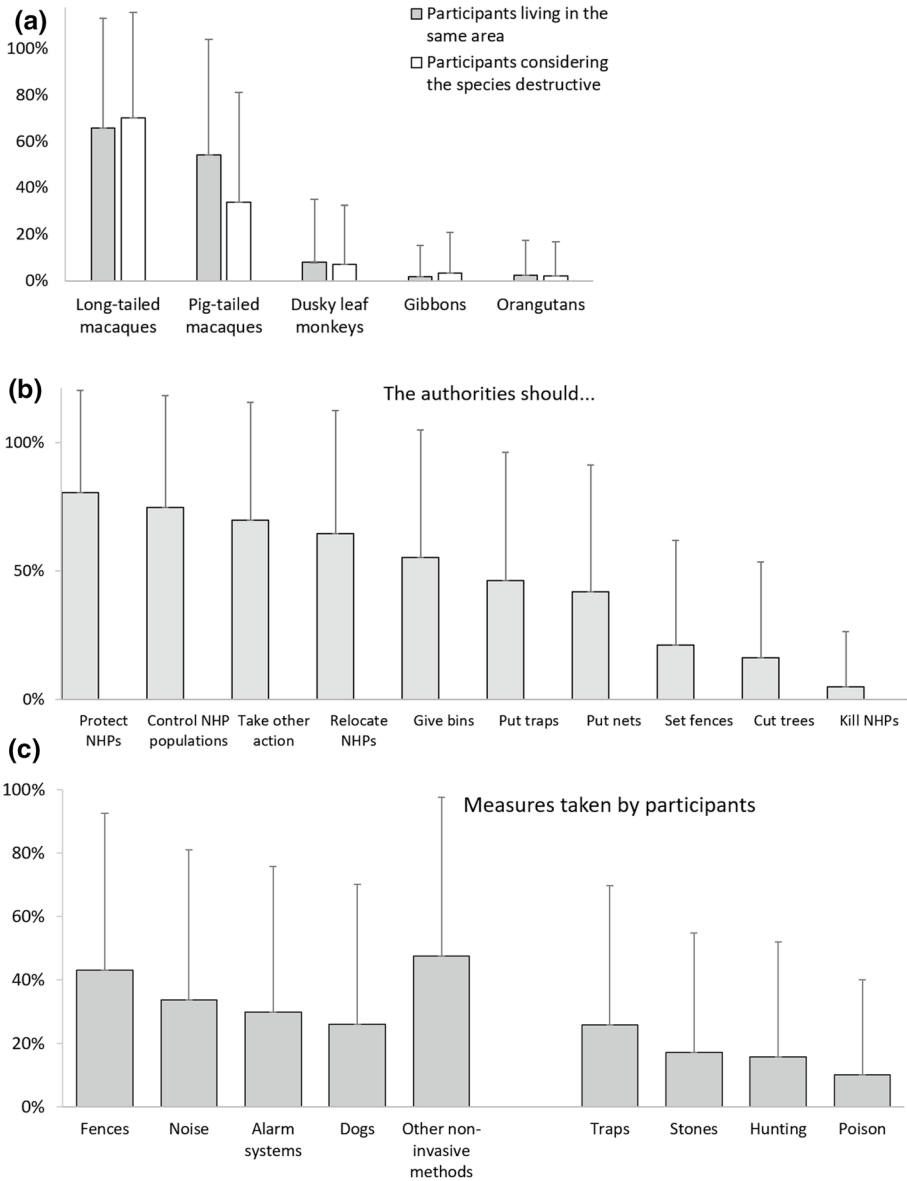 (a)
Participants living in the
same area
Participants considering
the species destructive
100%
80%
60%
40%
20%
0%
Long-tailed
macaques
Pig-tailed
macaques
Dusky leaf
monkeys
Gibbons
Orangutans
(b)
The authorities should...
100%
50%
0%
Protect
NHPs
Control NHP
populations
Take other
action
Relocate
NHPs
Give bins
Put traps
Put nets
Set fences
Cut trees
Kill NHPs
(c)
Measures taken by participants
100%
80%
60%
40%
20%
0%
Fences
Noise
Alarm
systems
Dogs
Other non-
invasive
methods
Traps
Stones
Hunting
Poison